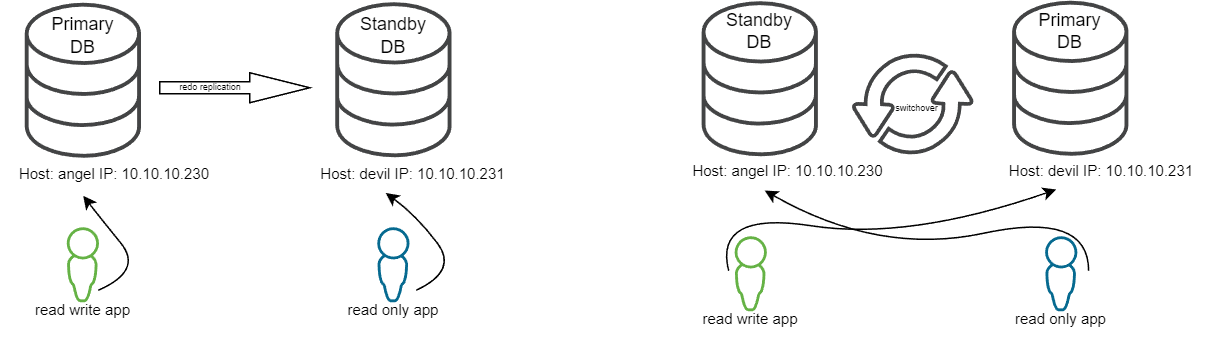 Primary
DB
redo replication
Standby
DB
Host: angel IP: 10.10.10.230
Host: devil IP: 10.10.10.231
read write app
read only app
Standby
DB
switchover
Primary
DB
Host: angel IP: 10.10.10.230
Host: devil IP: 10.10.10.231
read write app
read only app